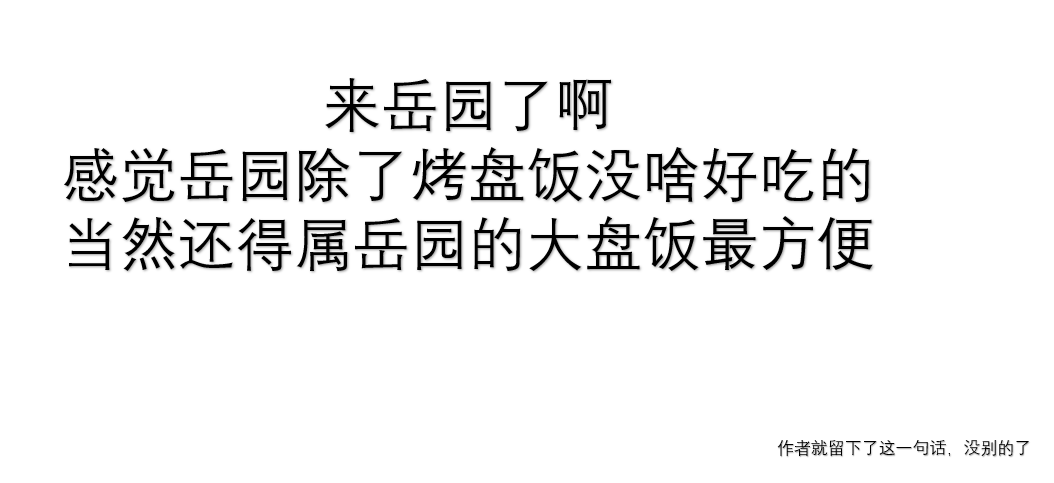 来岳园了啊
感觉岳园除了烤盘饭没啥好吃的
当然还得属岳园的大盘饭最方便
作者就留下了这一句话，没别的了